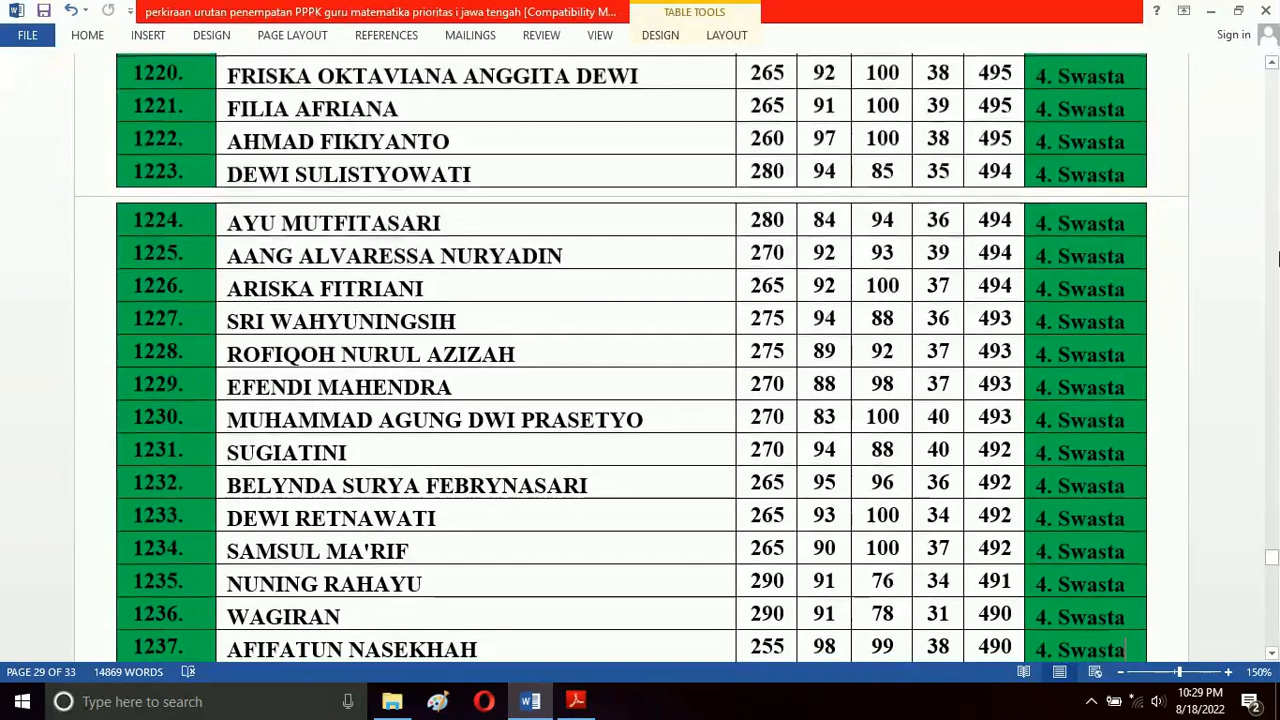 perkiraan urutan penempatan PPPK guru matematika prioritas i jawa tengah [Compatibility M... TABLE TOOLS ?
FILE HOME INSERT DESIGN PAGE LAYOUT REFERENCES MAILINGS REVIEW VIEW DESIGN LAYOUT Sign in
1220. FRISKA OKTAVIANA ANGGITA DEWI 265 92 100 38 495 4. Swasta
1221. FILIA AFRIANA 265 91 100 39 495 4. Swasta
1222. AHMAD FIKIYANTO 260 97 100 38 495 4. Swasta
1223. DEWI SULISTYOWATI 280 94 85 35 494 4. Swasta
1224. AYU MUTFITASARI 280 84 94 36 494 4. Swasta
1225. AANG ALVARESSA NURYADIN 270 92 93 39 494 4. Swasta
1226. ARISKA FITRIANI 265 92 100 37 494 4. Swasta
1227. SRI WAHYUNINGSIH 275 94 88 36 493 4. Swasta
1228. ROFIQOH NURUL AZIZAH 275 89 92 37 493 4. Swasta
1229. EFENDI MAHENDRA 270 88 98 37 493 4. Swasta
1230. MUHAMMAD AGUNG DWI PRASETYO 270 83 100 40 493 4. Swasta
1231. SUGIATINI 270 94 88 40 492 4. Swasta
1232. BELYNDA SURYA FEBRYNASARI 265 95 96 36 492 4. Swasta
1233. DEWI RETNAWATI 265 93 100 34 492 4. Swasta
1234. SAMSUL MA'RIF 265 90 100 37 492 4. Swasta
1235. NUNING RAHAYU 290 91 76 34 491 4. Swasta
1236. WAGIRAN 290 91 78 31 490 4. Swasta
1237. AFIFATUN NASEKHAH 255 98 99 38 490 4. Swasta
PAGE 29 OF 33 14869 WORDS 150%
Type here to search 10:29 PM
8/18/2022 2